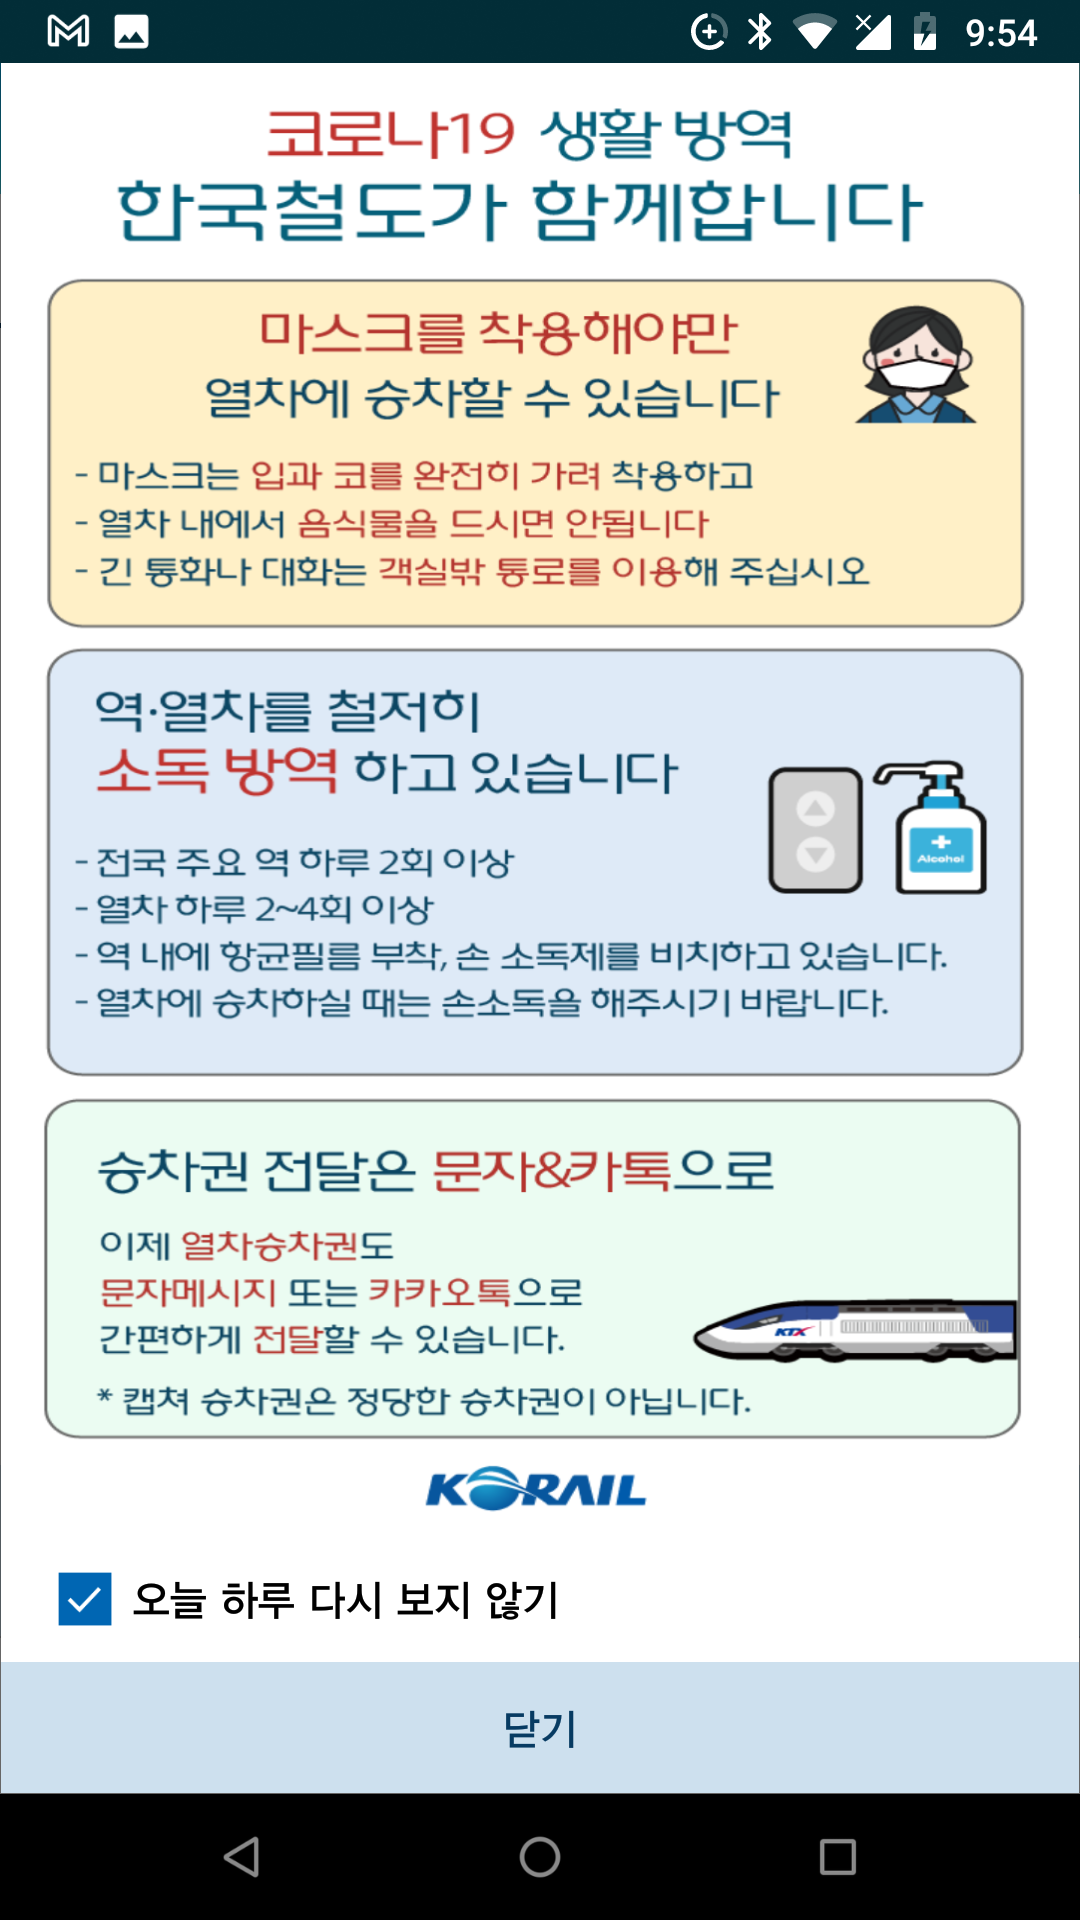 9:54
코로나19 생활 방역
한국철도가 함께합니다
마스크를 착용해야만
열차에 승차할 수 있습니다
- 마스크는 입과 코를 완전히 가려 착용하고
- 열차 내에서 음식물을 드시면 안됩니다
- 긴 통화나 대화는 객실밖 통로를 이용해 주십시오
역·열차를 철저히
소독 방역 하고 있습니다
Alcohol
- 전국 주요 역 하루 2회 이상
- 열차 하루 2~4회 이상
- 역 내에 항균필름 부착, 손 소독제를 비치하고 있습니다.
- 열차에 승차하실 때는 손소독을 해주시기 바랍니다.
승차권 전달은 문자&카톡으로
이제 열차승차권도
문자메시지 또는 카카오톡으로
간편하게 전달할 수 있습니다.
KTX
* 캡쳐 승차권은 정당한 승차권이 아닙니다.
KORAIL
오늘 하루 다시 보지 않기
닫기